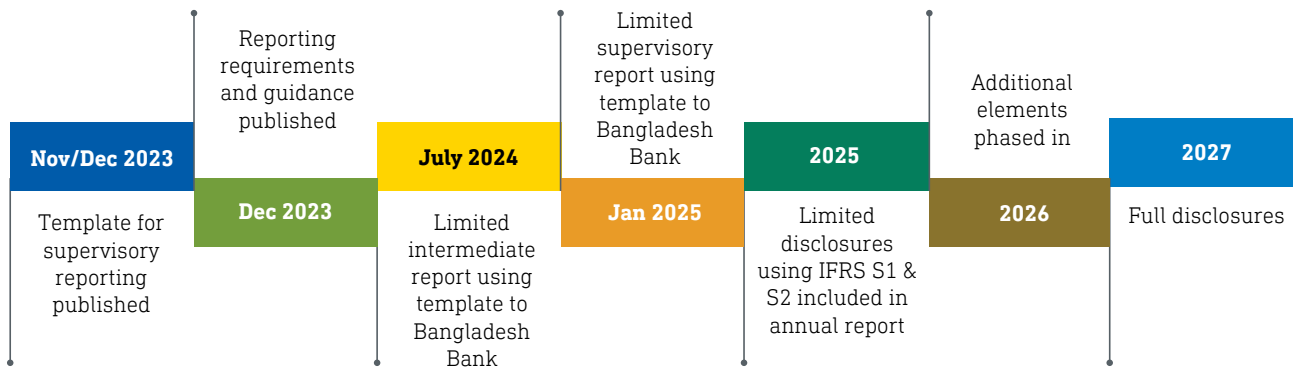 Nov/Dec 2023
Template for
supervisory
reporting
published
Reporting
requirements
and guidance
published
Dec 2023
July 2024
Limited
intermediate
report using
template to
Bangladesh
Bank
Limited
supervisory
report using
template to
Bangladesh
Bank
Jan 2025
2025
Limited
disclosures
using IFRS S1 &
S2 included in
annual report
Additional
elements
phased in
2026
2027
Full disclosures